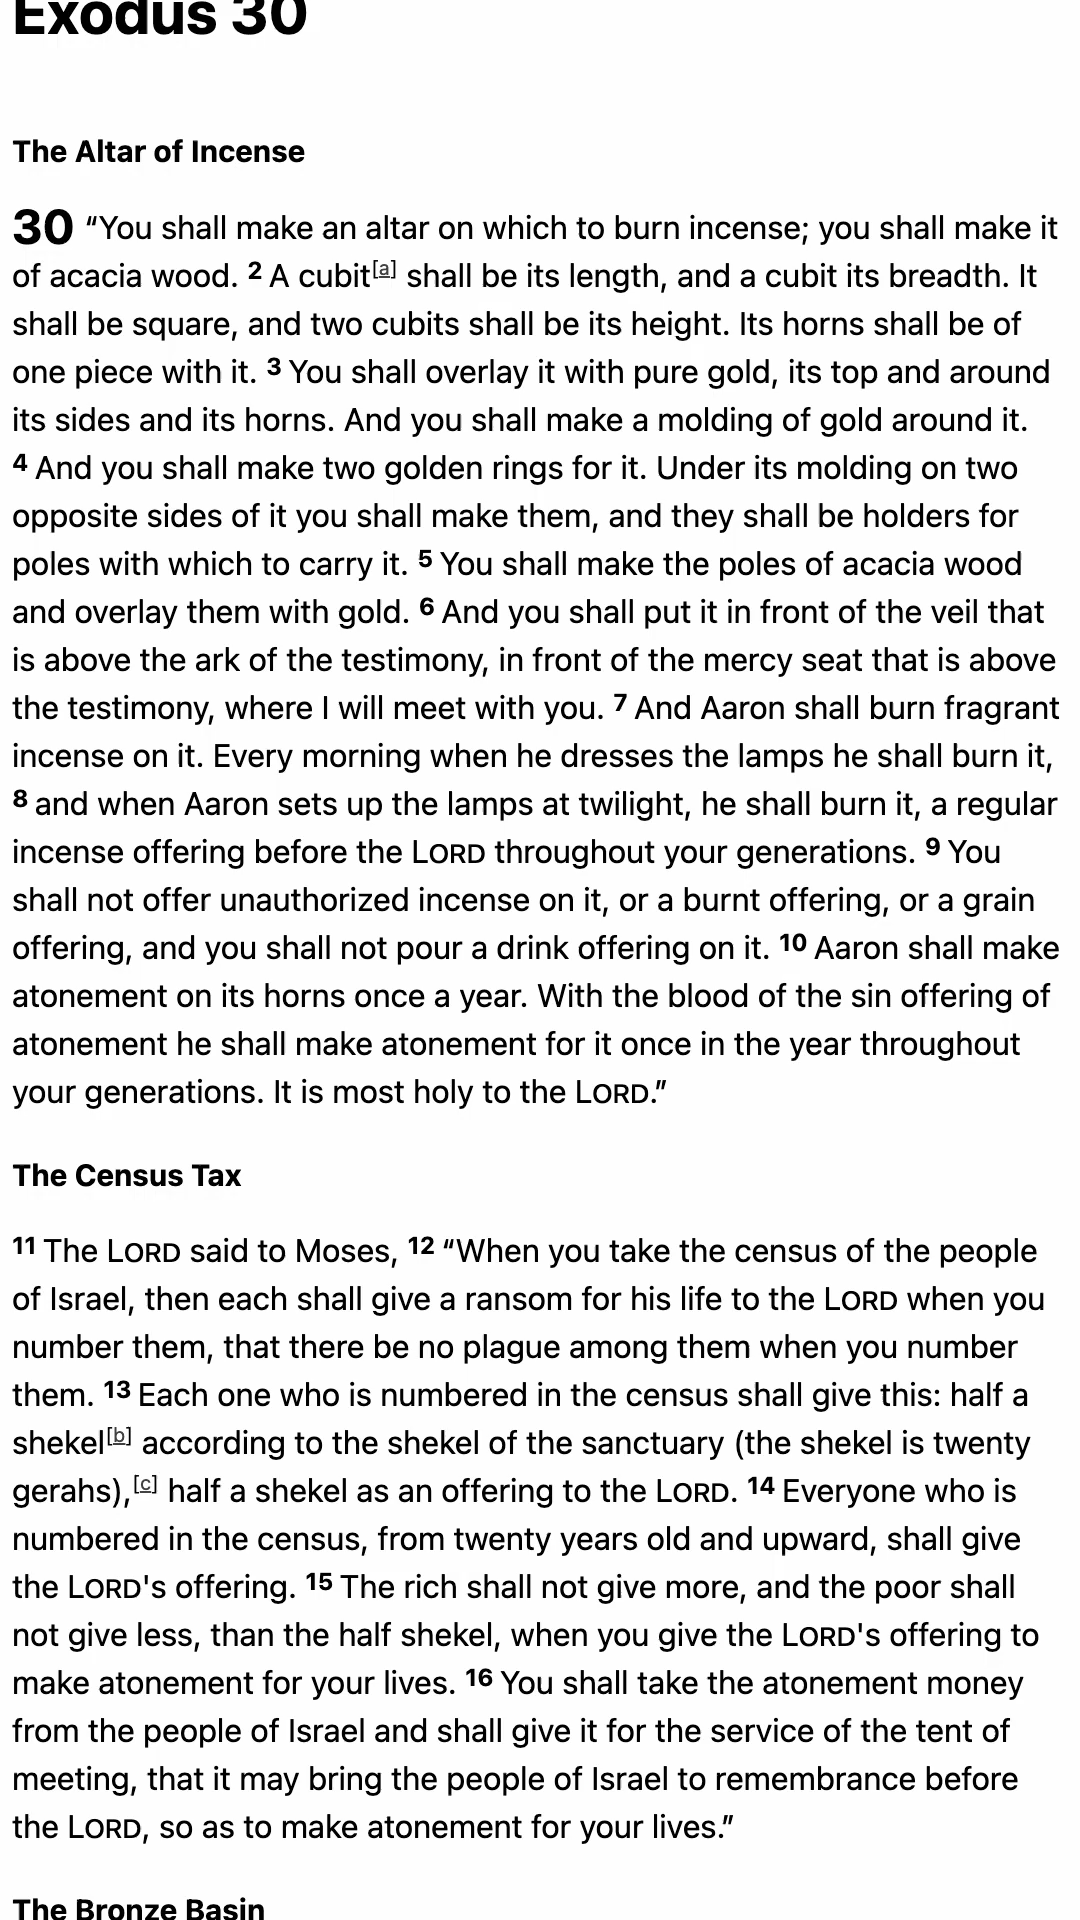 Exodus 30
The Altar of Incense
30 “You shall make an altar on which to burn incense; you shall make it
of acacia wood. 2 A cubit[a] shall be its length, and a cubit its breadth. It
shall be square, and two cubits shall be its height. Its horns shall be of
one piece with it. 3 You shall overlay it with pure gold, its top and around
its sides and its horns. And you shall make a molding of gold around it.
4 And you shall make two golden rings for it. Under its molding on two
opposite sides of it you shall make them, and they shall be holders for
poles with which to carry it. 5 You shall make the poles of acacia wood
and overlay them with gold. 6 And you shall put it in front of the veil that
is above the ark of the testimony, in front of the mercy seat that is above
the testimony, where I will meet with you. 7 And Aaron shall burn fragrant
incense on it. Every morning when he dresses the lamps he shall burn it,
8 and when Aaron sets up the lamps at twilight, he shall burn it, a regular
incense offering before the LORD throughout your generations. 9 You
shall not offer unauthorized incense on it, or a burnt offering, or a grain
offering, and you shall not pour a drink offering on it. 10 Aaron shall make
atonement on its horns once a year. With the blood of the sin offering of
atonement he shall make atonement for it once in the year throughout
your generations. It is most holy to the LORD.”
The Census Tax
11 The LORD said to Moses, 12 “When you take the census of the people
of Israel, then each shall give a ransom for his life to the LORD when you
number them, that there be no plague among them when you number
them. 13 Each one who is numbered in the census shall give this: half a
shekel[b] according to the shekel of the sanctuary (the shekel is twenty
gerahs),[c] half a shekel as an offering to the LORD. 14 Everyone who is
numbered in the census, from twenty years old and upward, shall give
the LORD's offering. 15 The rich shall not give more, and the poor shall
not give less, than the half shekel, when you give the LORD's offering to
make atonement for your lives. 16 You shall take the atonement money
from the people of Israel and shall give it for the service of the tent of
meeting, that it may bring the people of Israel to remembrance before
the LORD, so as to make atonement for your lives.”
The Bronze Basin